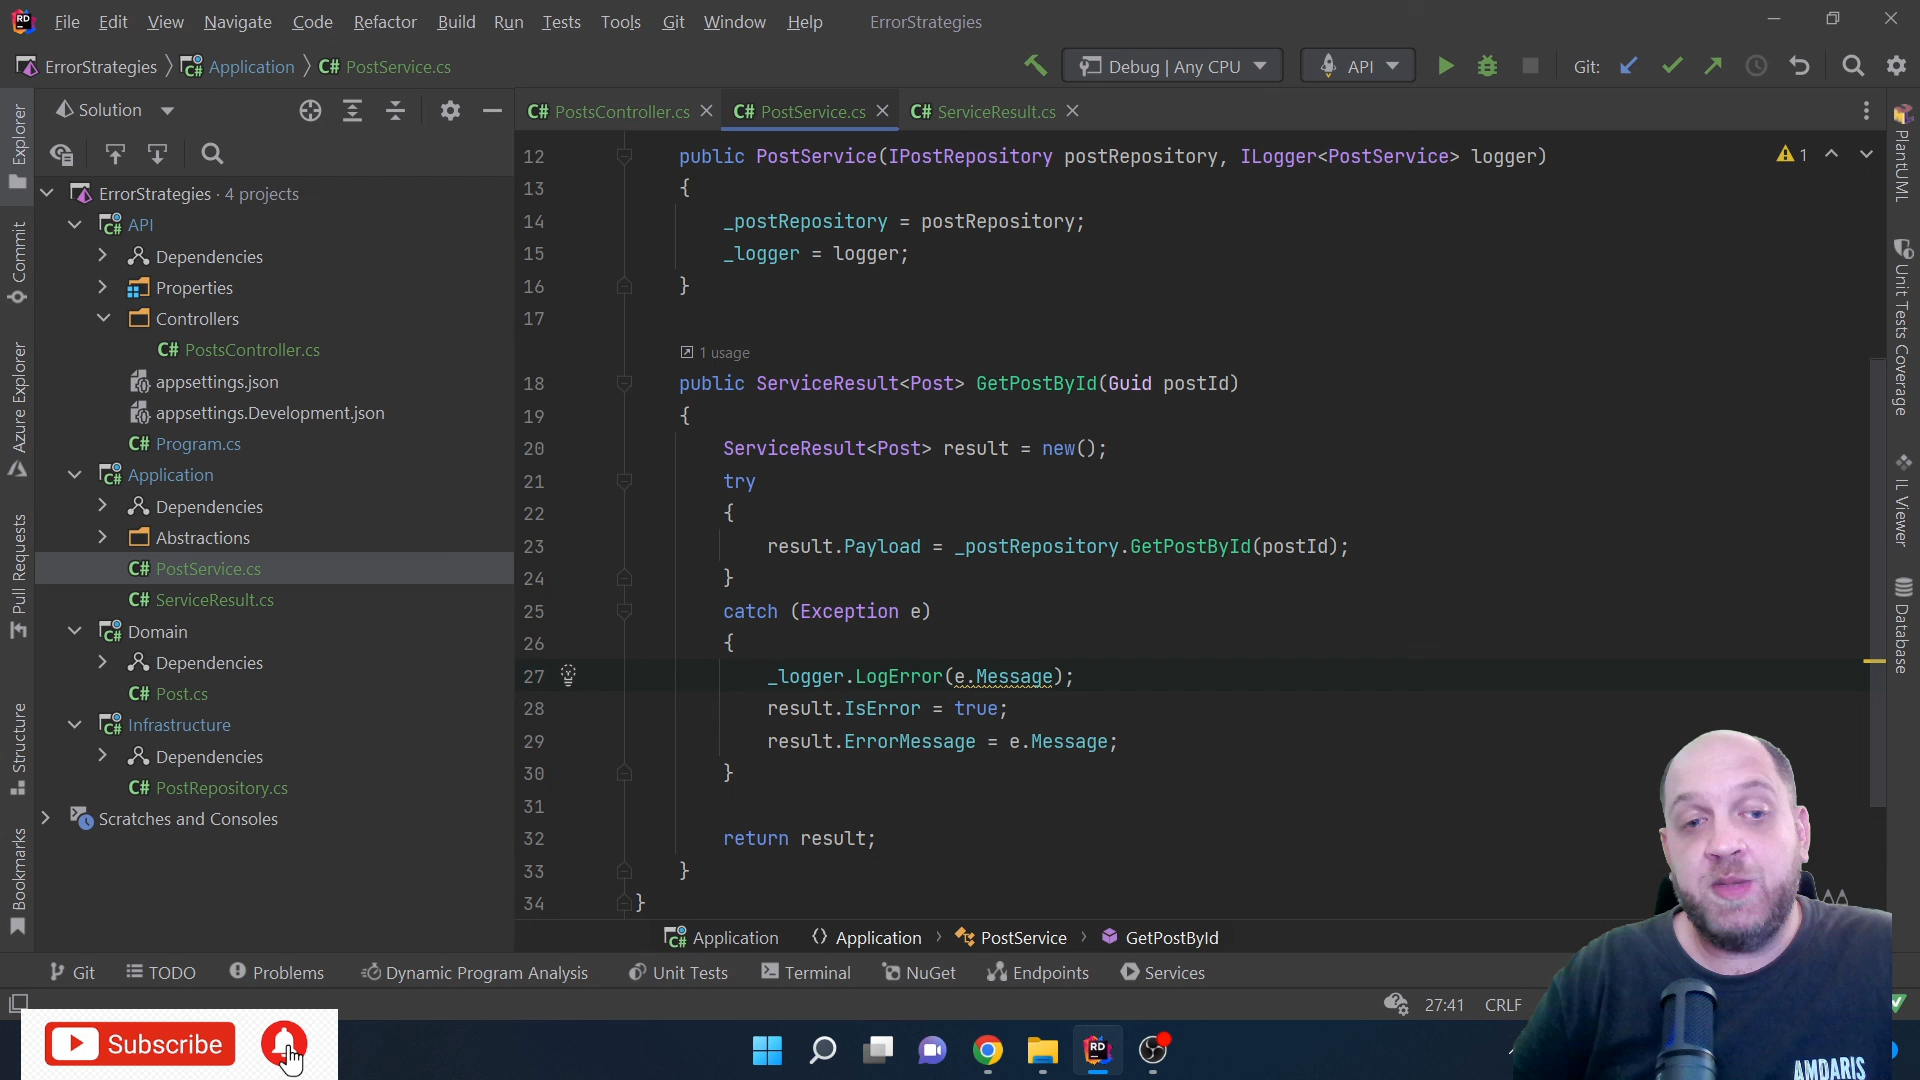 RD File Edit View Navigate Code Refactor Build Run Tests Tools Git Window Help ErrorStrategies
ErrorStrategies Application C# PostService.cs Debug | Any CPU API Git:
Solution
C# PostsController.cs C# PostService.cs C# ServiceResult.cs
Explorer
Commit
Azure Explorer
Pull Requests
Structure
Bookmarks
ErrorStrategies · 4 projects
C# API
Dependencies
Properties
Controllers
C# PostsController.cs
appsettings.json
appsettings.Development.json
C# Program.cs
C# Application
Dependencies
Abstractions
C# PostService.cs
C# ServiceResult.cs
C# Domain
Dependencies
C# Post.cs
C# Infrastructure
Dependencies
C# PostRepository.cs
Scratches and Consoles
12 public PostService(IPostRepository postRepository, ILogger<PostService> logger)
1
13 {
14 _postRepository = postRepository;
15 _logger = logger;
16 }
17
1 usage
18 public ServiceResult<Post> GetPostById(Guid postId)
19 {
20 ServiceResult<Post> result = new();
21 try
22 {
23 result.Payload = _postRepository.GetPostById(postId);
24 }
25 catch (Exception e)
26 {
27 _logger.LogError(e.Message);
28 result.IsError = true;
29 result.ErrorMessage = e.Message;
30 }
31
32 return result;
33 }
34 }
PlantUML
Unit Tests Coverage
IL Viewer
Database
C# Application Application PostService GetPostById
Git TODO Problems Dynamic Program Analysis Unit Tests Terminal NuGet Endpoints Services
27:41 CRLF
Subscribe
RD
AMDARIS